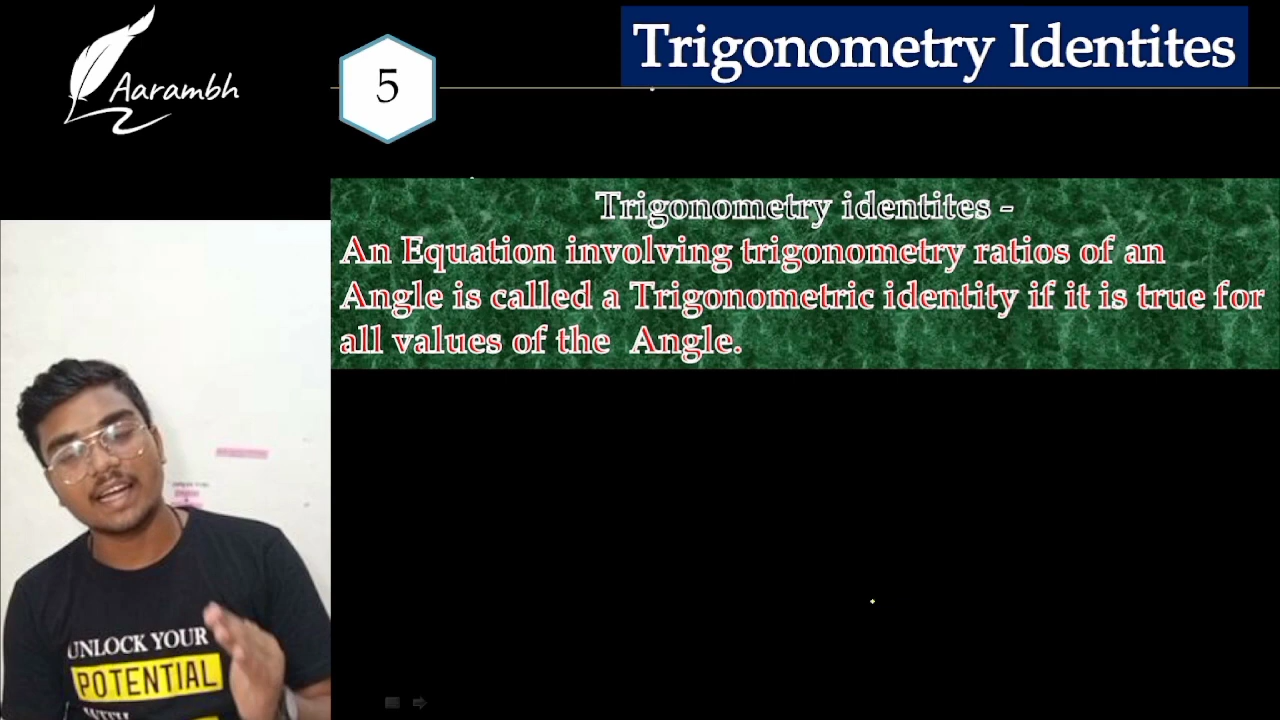 Aarambh
5
Trigonometry Identites
Trigonometry identites -
An Equation involving trigonometry ratios of an
Angle is called a Trigonometric identity if it is true for
all values of the Angle.
UNLOCK YOUR
POTENTIAL
WITH